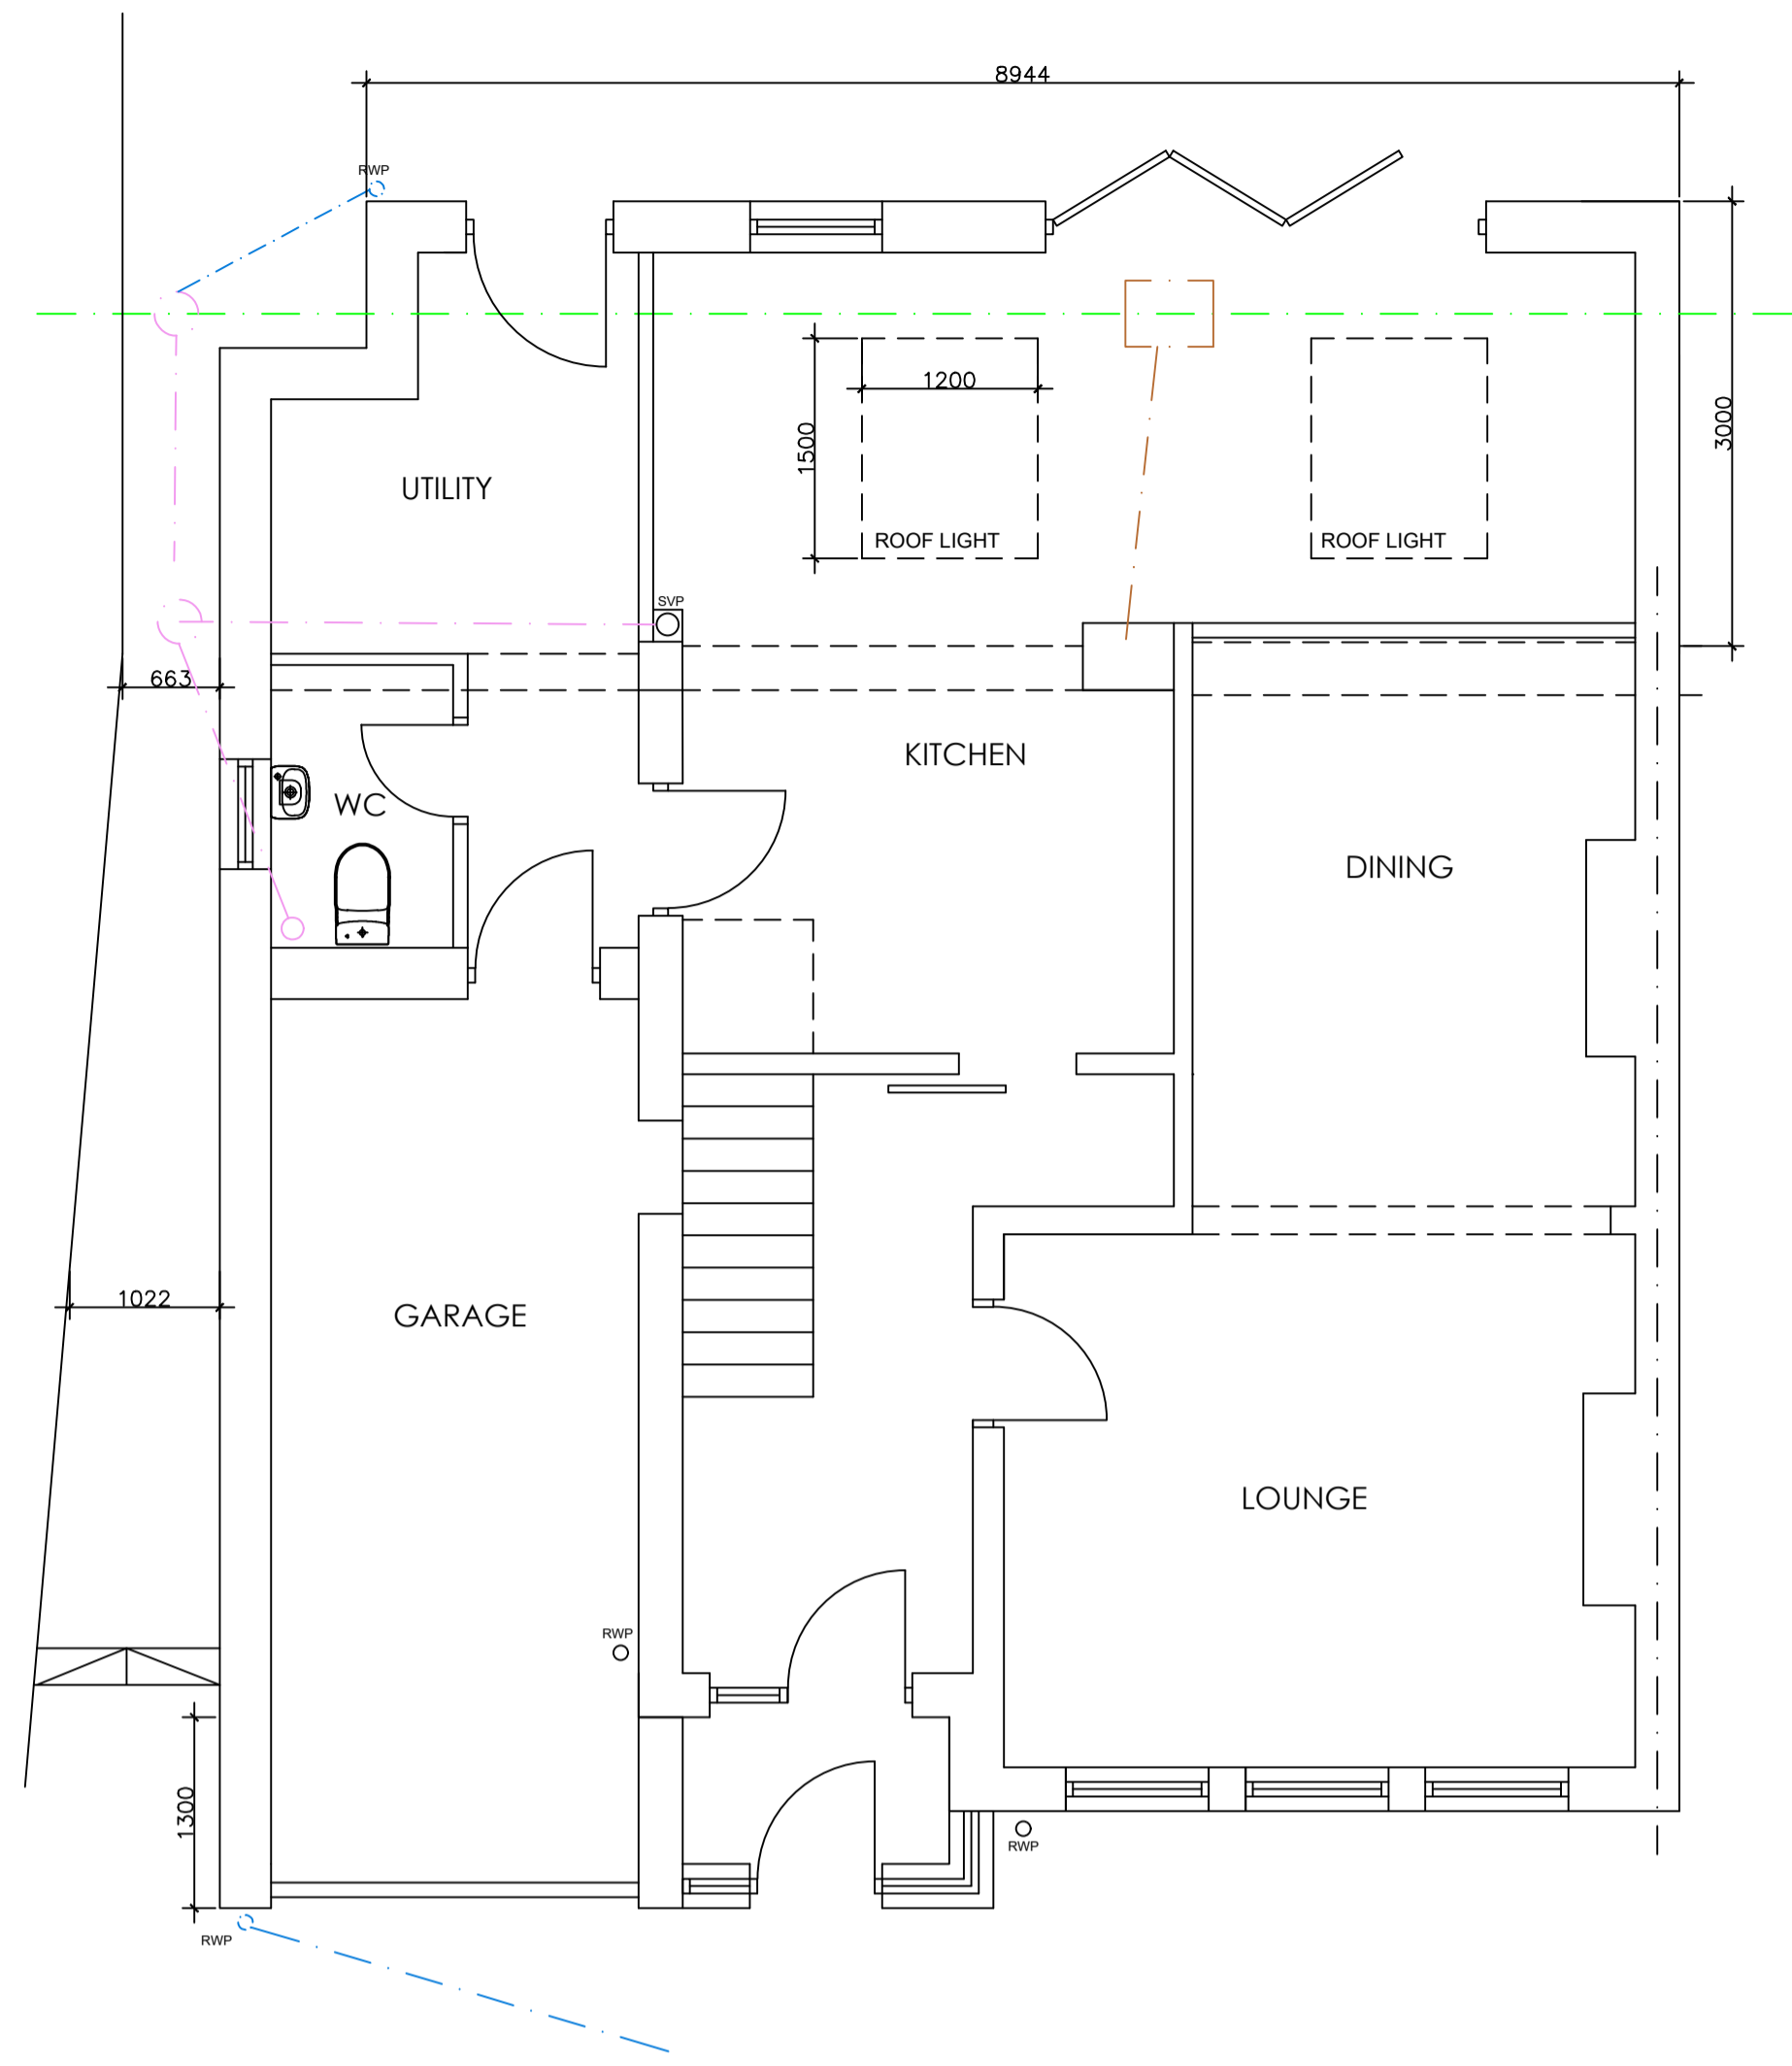 8944
RWP
1200
1500
3000
UTILITY
ROOF LIGHT
ROOF LIGHT
SVP
663
KITCHEN
WC
DINING
1022
GARAGE
LOUNGE
RWP
1300
RWP
RWP